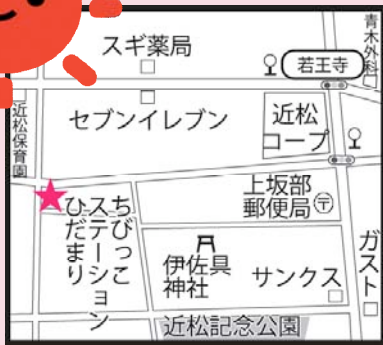 スギ薬局
青木外科
若王寺
セブンイレブン
近松
コープ
近松保育園
上坂部
郵便局〒
ちびっこ
ステーション
ひだまり
伊佐具
神社
サンクス
ガスト
近松記念公園